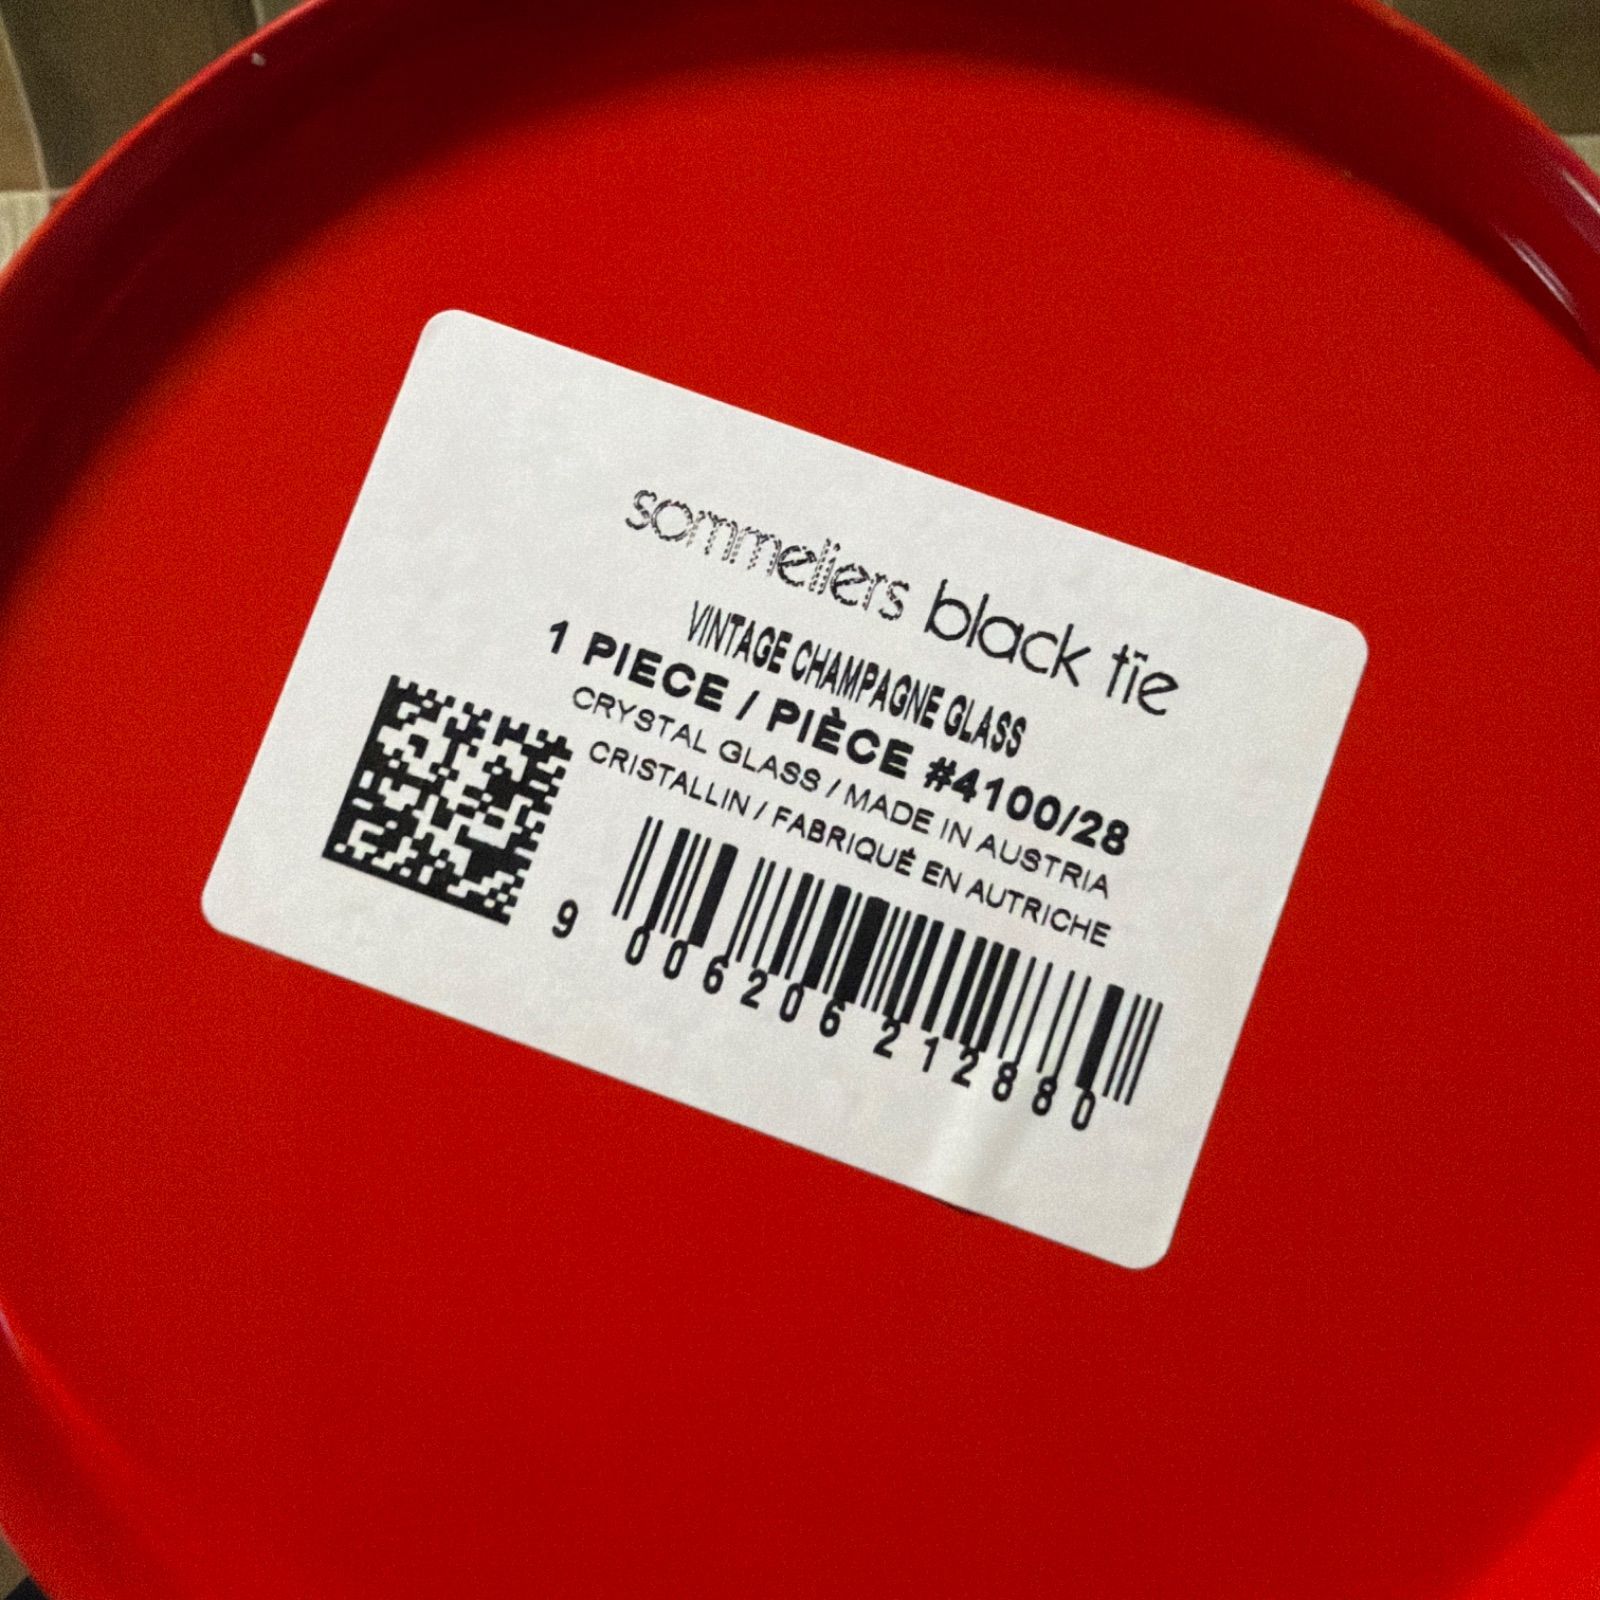 sommeliers black tie
VINTAGE CHAMPAGNE GLASS
1 PIECE / PIÈCE #4100/28
CRYSTAL GLASS / MADE IN AUSTRIA
CRISTALLIN / FABRIQUÉ EN AUTRICHE
9 006206 212880